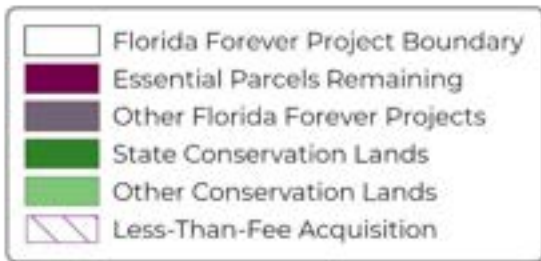 Florida Forever Project Boundary
Essential Parcels Remaining
Other Florida Forever Projects
State Conservation Lands
Other Conservation Lands
Less-Than-Fee Acquisition